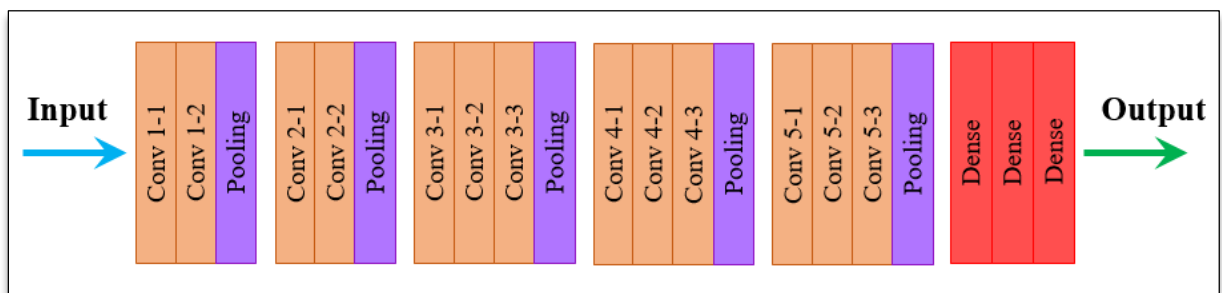 Input
Conv 1-1
Conv 1-2
Pooling
Conv 2-1
Conv 2-2
Pooling
Conv 3-1
Conv 3-2
Conv 3-3
Pooling
Conv 4-1
Conv 4-2
Conv 4-3
Pooling
Conv 5-1
Conv 5-2
Conv 5-3
Pooling
Dense
Dense
Dense
Output